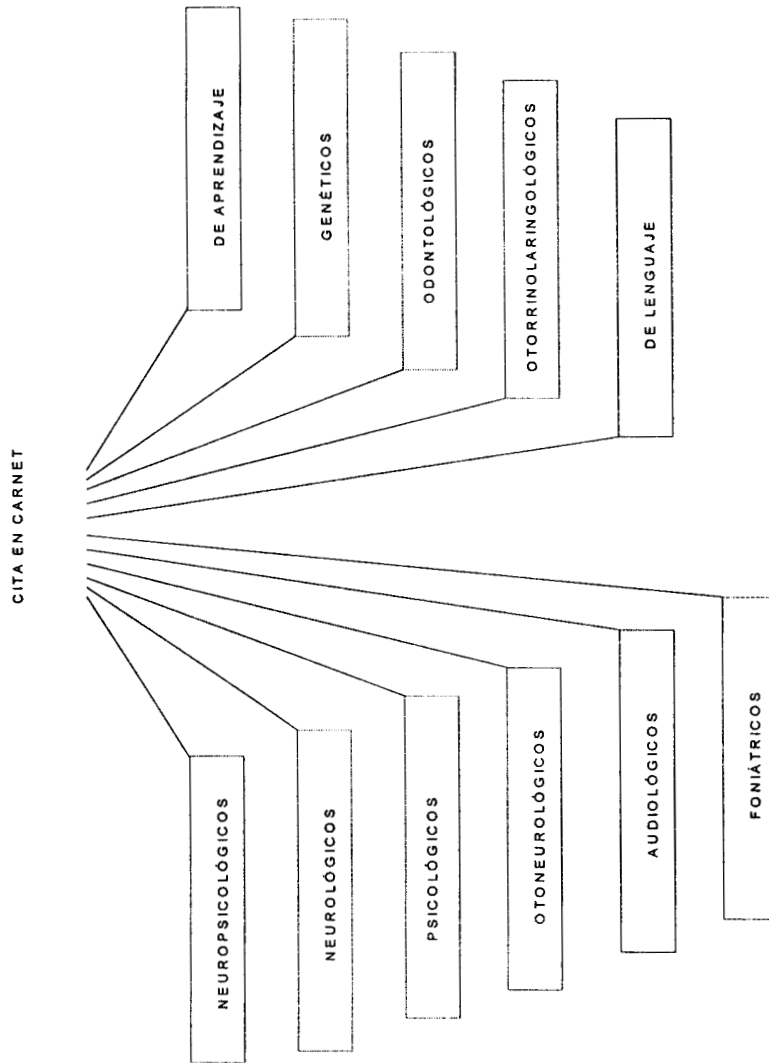 CITA EN CARNET
NEUROPSICOLÓGICOS
NEUROLÓGICOS
PSICOLÓGICOS
OTONEUROLÓGICOS
AUDIOLÓGICOS
FONIÁTRICOS
DE APRENDIZAJE
GENÉTICOS
ODONTOLÓGICOS
OTORRINOLARINGOLÓGICOS
DE LENGUAJE